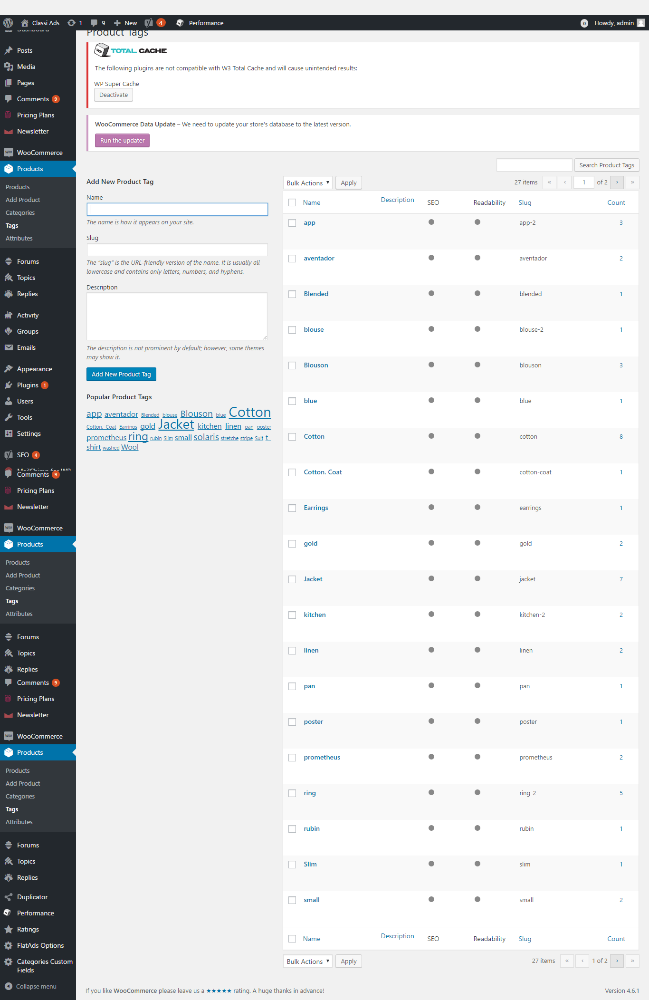 Classi Ads 1 9 New 4 Performance 0 Howdy, admin
Dashboard
Posts
Media
Pages
Comments 9
Pricing Plans
Newsletter
WooCommerce
Products
Products
Add Product
Categories
Tags
Attributes
Forums
Topics
Replies
Activity
Groups
Emails
Appearance
Plugins 1
Users
Tools
Settings
SEO 4
MailChimp for WP
Comments 9
Pricing Plans
Newsletter
WooCommerce
Products
Products
Add Product
Categories
Tags
Attributes
Forums
Topics
Replies
Comments 9
Pricing Plans
Newsletter
WooCommerce
Products
Products
Add Product
Categories
Tags
Attributes
Forums
Topics
Replies
Duplicator
Performance
Ratings
FlatAds Options
Categories Custom
Fields
Collapse menu
Product Tags
W3 TOTAL CACHE
The following plugins are not compatible with W3 Total Cache and will cause unintended results:
WP Super Cache
Deactivate
WooCommerce Data Update – We need to update your store's database to the latest version.
Run the updater
Search Product Tags
Add New Product Tag
Name
The name is how it appears on your site.
Slug
The “slug” is the URL-friendly version of the name. It is usually all
lowercase and contains only letters, numbers, and hyphens.
Description
The description is not prominent by default; however, some themes
may show it.
Add New Product Tag
Popular Product Tags
app aventador Blended blouse Blouson blue Cotton
Cotton. Coat Earrings gold Jacket kitchen linen pan poster
prometheus ring rubin Slim small solaris stretche stripe Suit t-
shirt washed Wool
Bulk Actions Apply 27 items « ‹ 1 of 2 › »
Name Description SEO Readability Slug Count
app app-2 3
aventador aventador 2
Blended blended 1
blouse blouse-2 1
Blouson blouson 3
blue blue 1
Cotton cotton 8
Cotton. Coat cotton-coat 1
Earrings earrings 1
gold gold 2
Jacket jacket 7
kitchen kitchen-2 2
linen linen 2
pan pan 1
poster poster 1
prometheus prometheus 2
ring ring-2 5
rubin rubin 1
Slim slim 1
small small 2
Name Description SEO Readability Slug Count
Bulk Actions Apply 27 items « ‹ 1 of 2 › »
If you like WooCommerce please leave us a ★★★★★ rating. A huge thanks in advance! Version 4.6.1